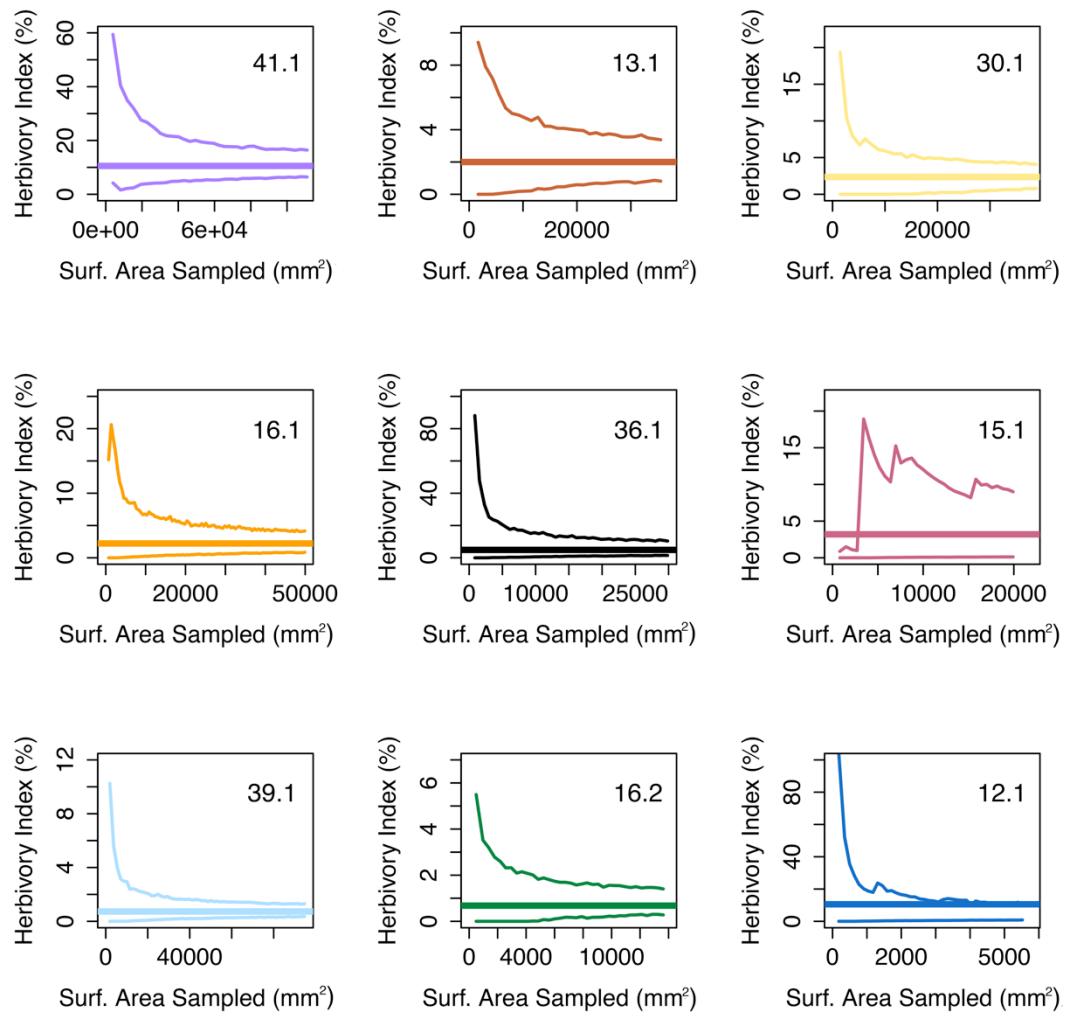 Herbivory Index (%)
0 10 20 30 40 50 60
41.1
0e+00 6e+04
Surf. Area Sampled (mm²)
Herbivory Index (%)
0 4 8
13.1
0 20000
Surf. Area Sampled (mm²)
Herbivory Index (%)
0 5 15
30.1
0 20000
Surf. Area Sampled (mm²)
Herbivory Index (%)
0 10 20
16.1
0 20000 50000
Surf. Area Sampled (mm²)
Herbivory Index (%)
0 40 80
36.1
0 10000 25000
Surf. Area Sampled (mm²)
Herbivory Index (%)
0 5 15
15.1
0 10000 20000
Surf. Area Sampled (mm²)
Herbivory Index (%)
0 4 8 12
39.1
0 40000
Surf. Area Sampled (mm²)
Herbivory Index (%)
0 2 4 6
16.2
0 4000 10000
Surf. Area Sampled (mm²)
Herbivory Index (%)
0 40 80
12.1
0 2000 5000
Surf. Area Sampled (mm²)